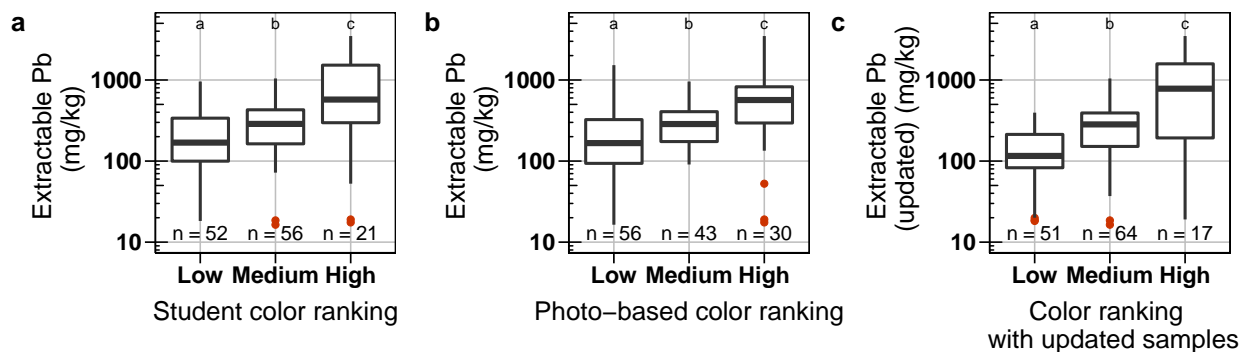 a
Extractable Pb
(mg/kg)
1000
100
10
a b c
n = 52 n = 56 n = 21
Low Medium High
Student color ranking
b
Extractable Pb
(mg/kg)
1000
100
10
a b c
n = 56 n = 43 n = 30
Low Medium High
Photo−based color ranking
c
Extractable Pb
(updated) (mg/kg)
1000
100
10
a b c
n = 51 n = 64 n = 17
Low Medium High
Color ranking
with updated samples